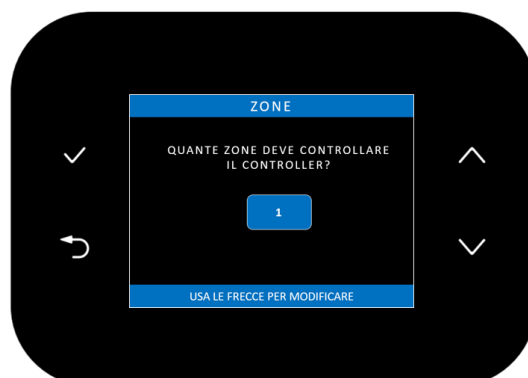 ZONE
QUANTE ZONE DEVE CONTROLLARE
IL CONTROLLER?
1
USA LE FRECCE PER MODIFICARE